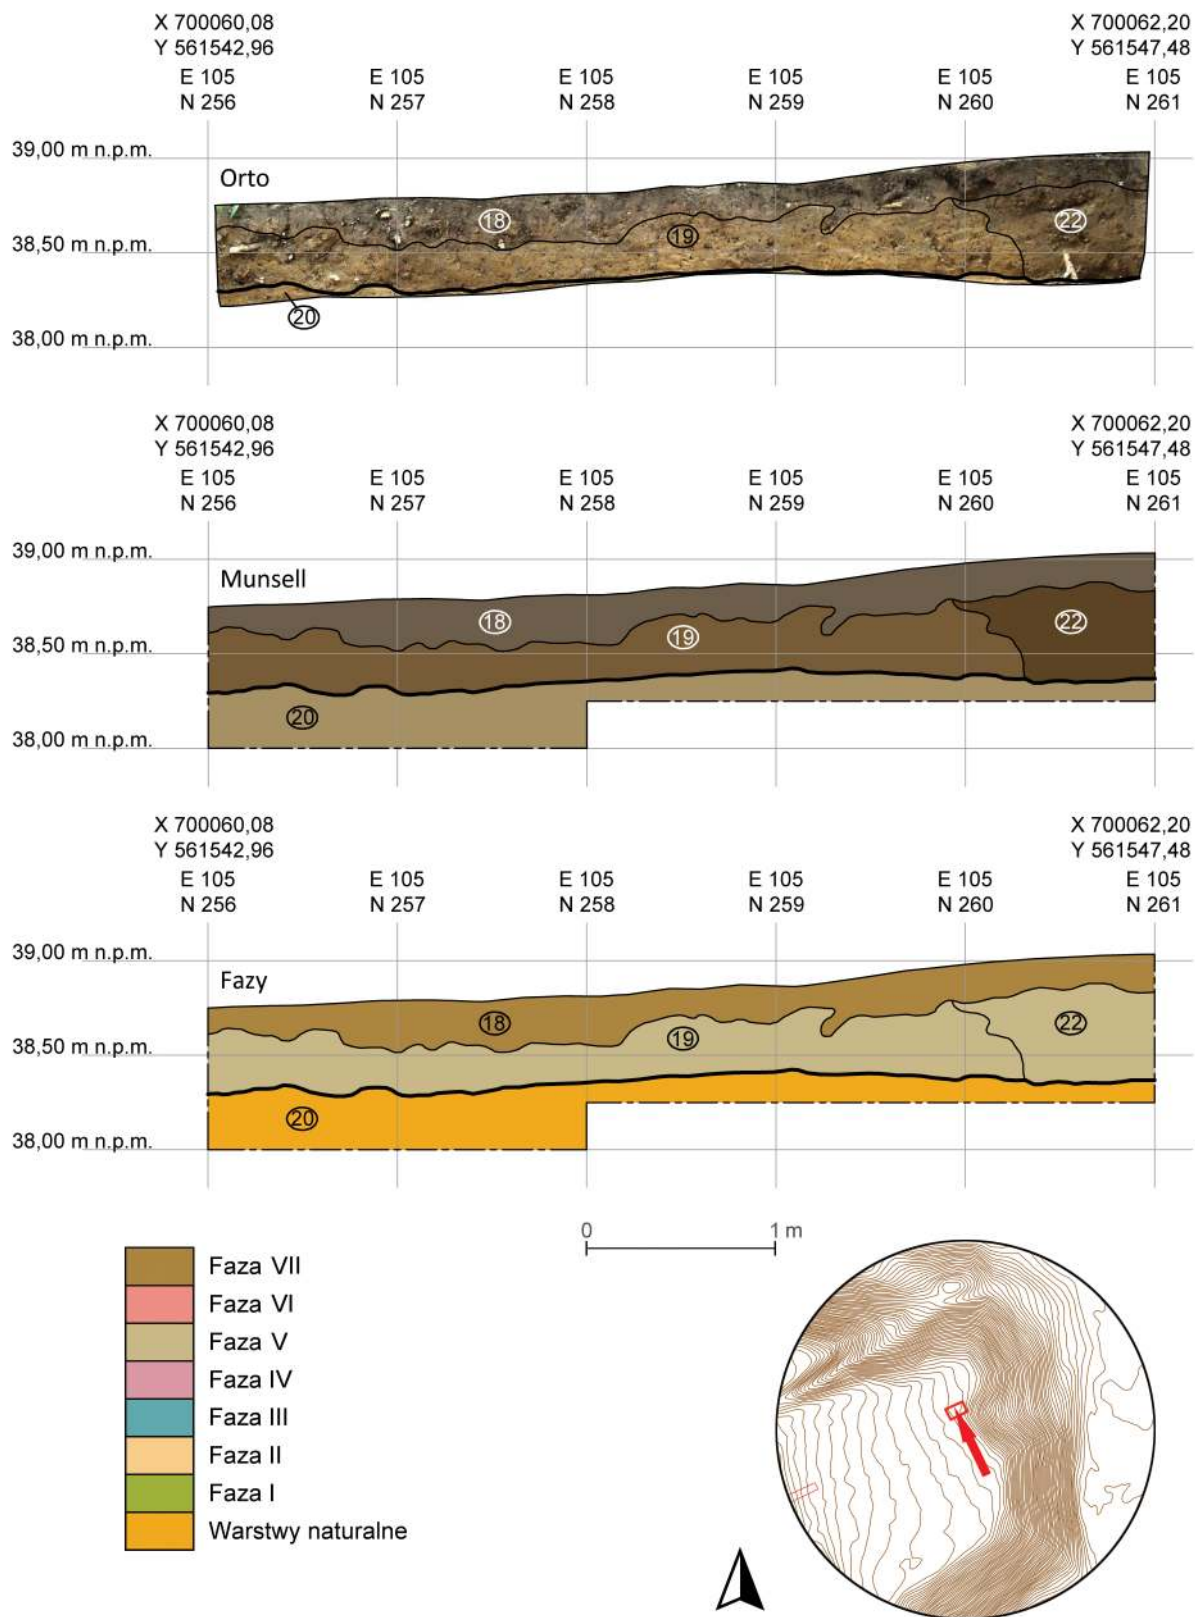 X 700060,08 X 700062,20
Y 561542,96 Y 561547,48
E 105 E 105 E 105 E 105 E 105 E 105
N 256 N 257 N 258 N 259 N 260 N 261
39,00 m n.p.m.
Orto
18
19
22
38,50 m n.p.m.
20
38,00 m n.p.m.
X 700060,08 X 700062,20
Y 561542,96 Y 561547,48
E 105 E 105 E 105 E 105 E 105 E 105
N 256 N 257 N 258 N 259 N 260 N 261
39,00 m n.p.m.
Munsell
18
19
22
38,50 m n.p.m.
20
38,00 m n.p.m.
X 700060,08 X 700062,20
Y 561542,96 Y 561547,48
E 105 E 105 E 105 E 105 E 105 E 105
N 256 N 257 N 258 N 259 N 260 N 261
39,00 m n.p.m.
Fazy
18
19
22
38,50 m n.p.m.
20
38,00 m n.p.m.
0 1 m
Faza VII
Faza VI
Faza V
Faza IV
Faza III
Faza II
Faza I
Warstwy naturalne